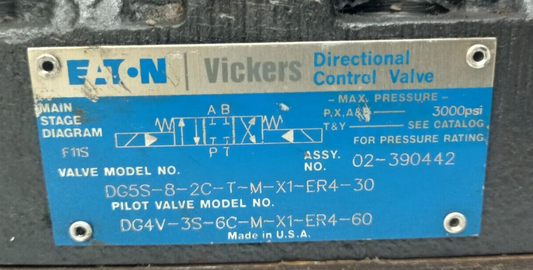 EATON Vickers Directional Control Valve
MAIN
STAGE
DIAGRAM
F11S
A B
P T
– MAX. PRESSURE –
P,X,A&B 3000psi
T&Y SEE CATALOG
FOR PRESSURE RATING
ASSY. NO. 02-390442
VALVE MODEL NO.
DG5S-8-2C-T-M-X1-ER4-30
PILOT VALVE MODEL NO.
DG4V-3S-6C-M-X1-ER4-60
Made in U.S.A.